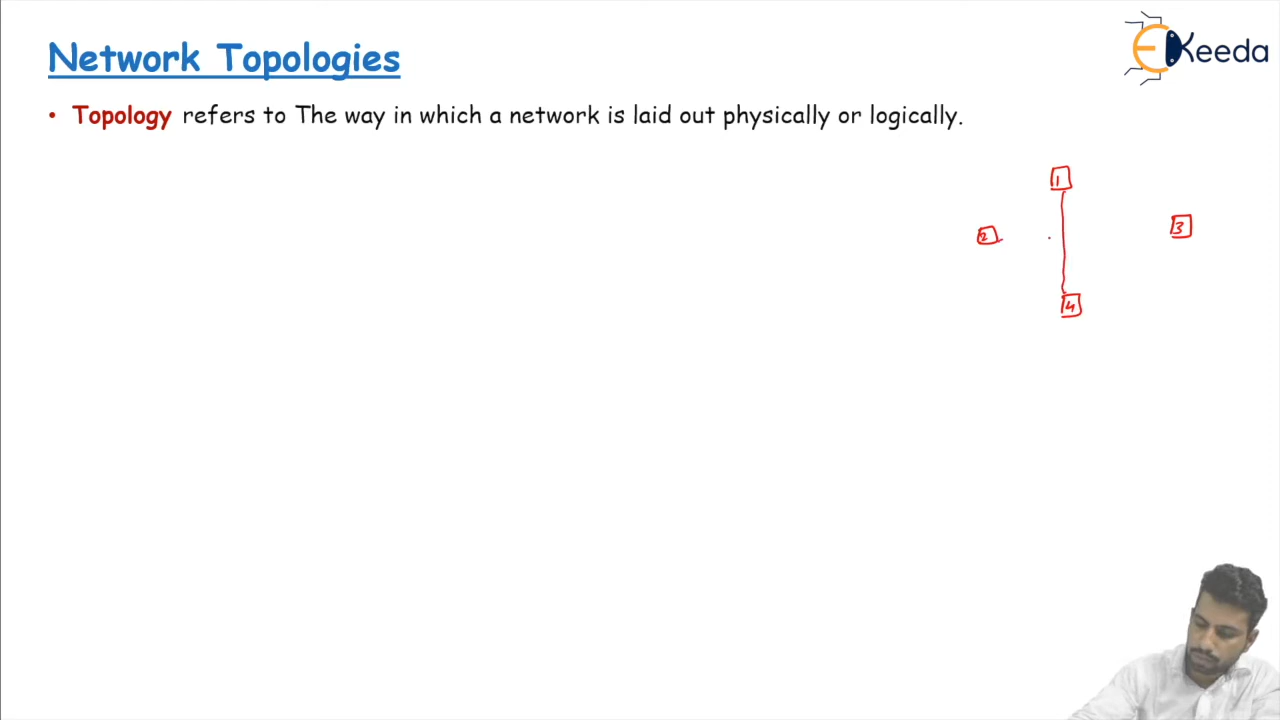 Network Topologies
EKeeda
• Topology refers to The way in which a network is laid out physically or logically.
1
2
3
4